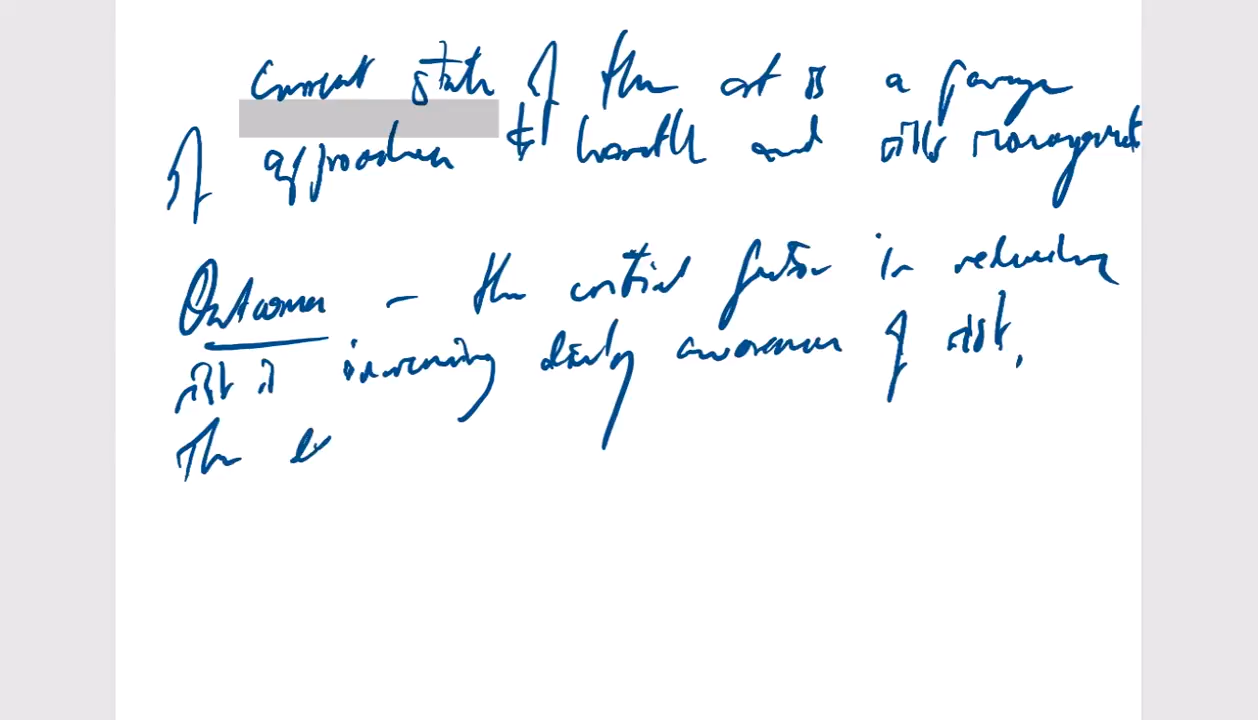 Current state of the art is a
of approaches to health and risk management
Outcomes - the critical factor in reducing
risk is increasing daily awareness of risk.
The